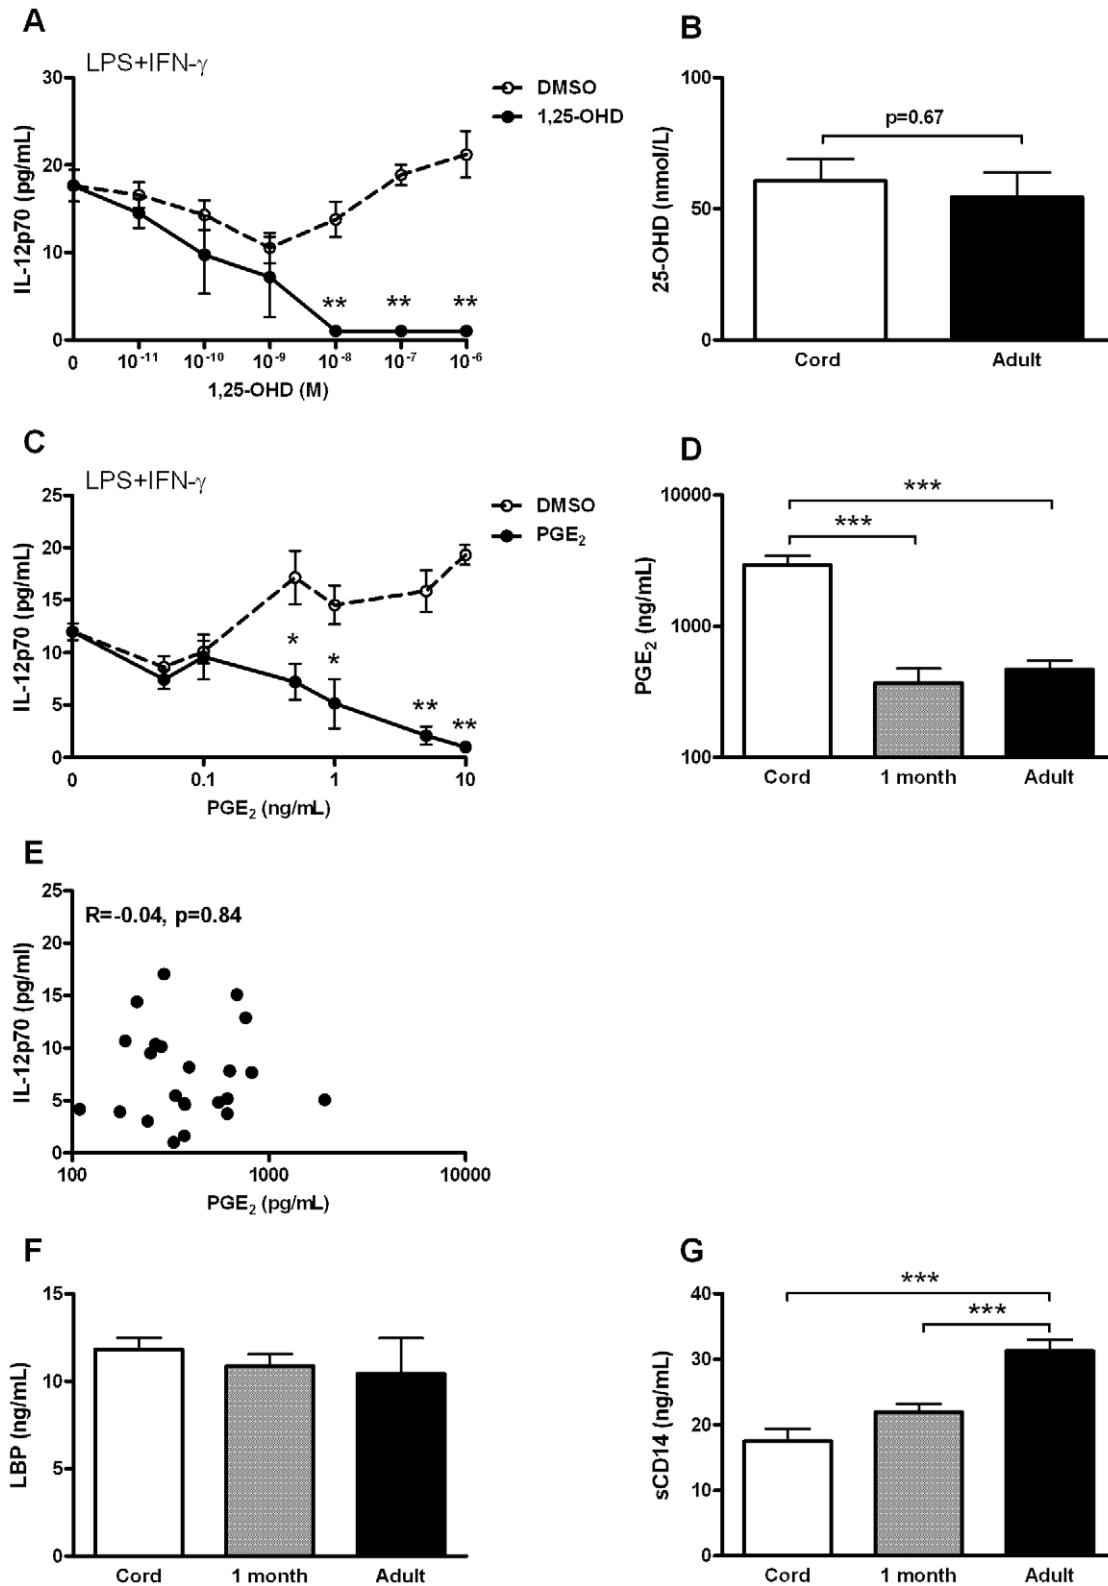 A
LPS+IFN-γ
30
20
10
0
IL-12p70 (pg/mL)
DMSO
1,25-OHD
** ** **
0 10⁻¹¹ 10⁻¹⁰ 10⁻⁹ 10⁻⁸ 10⁻⁷ 10⁻⁶
1,25-OHD (M)
B
100
50
0
25-OHD (nmol/L)
p=0.67
Cord Adult
C
LPS+IFN-γ
25
20
15
10
5
0
IL-12p70 (pg/mL)
DMSO
PGE₂
* * ** **
0 0.1 1 10
PGE₂ (ng/mL)
D
10000
1000
100
PGE₂ (ng/mL)
***
***
Cord 1 month Adult
E
25
20
15
10
5
0
IL-12p70 (pg/ml)
R=-0.04, p=0.84
100 1000 10000
PGE₂ (pg/mL)
F
15
10
5
0
LBP (ng/mL)
Cord 1 month Adult
G
40
30
20
10
0
sCD14 (ng/mL)
***
***
Cord 1 month Adult